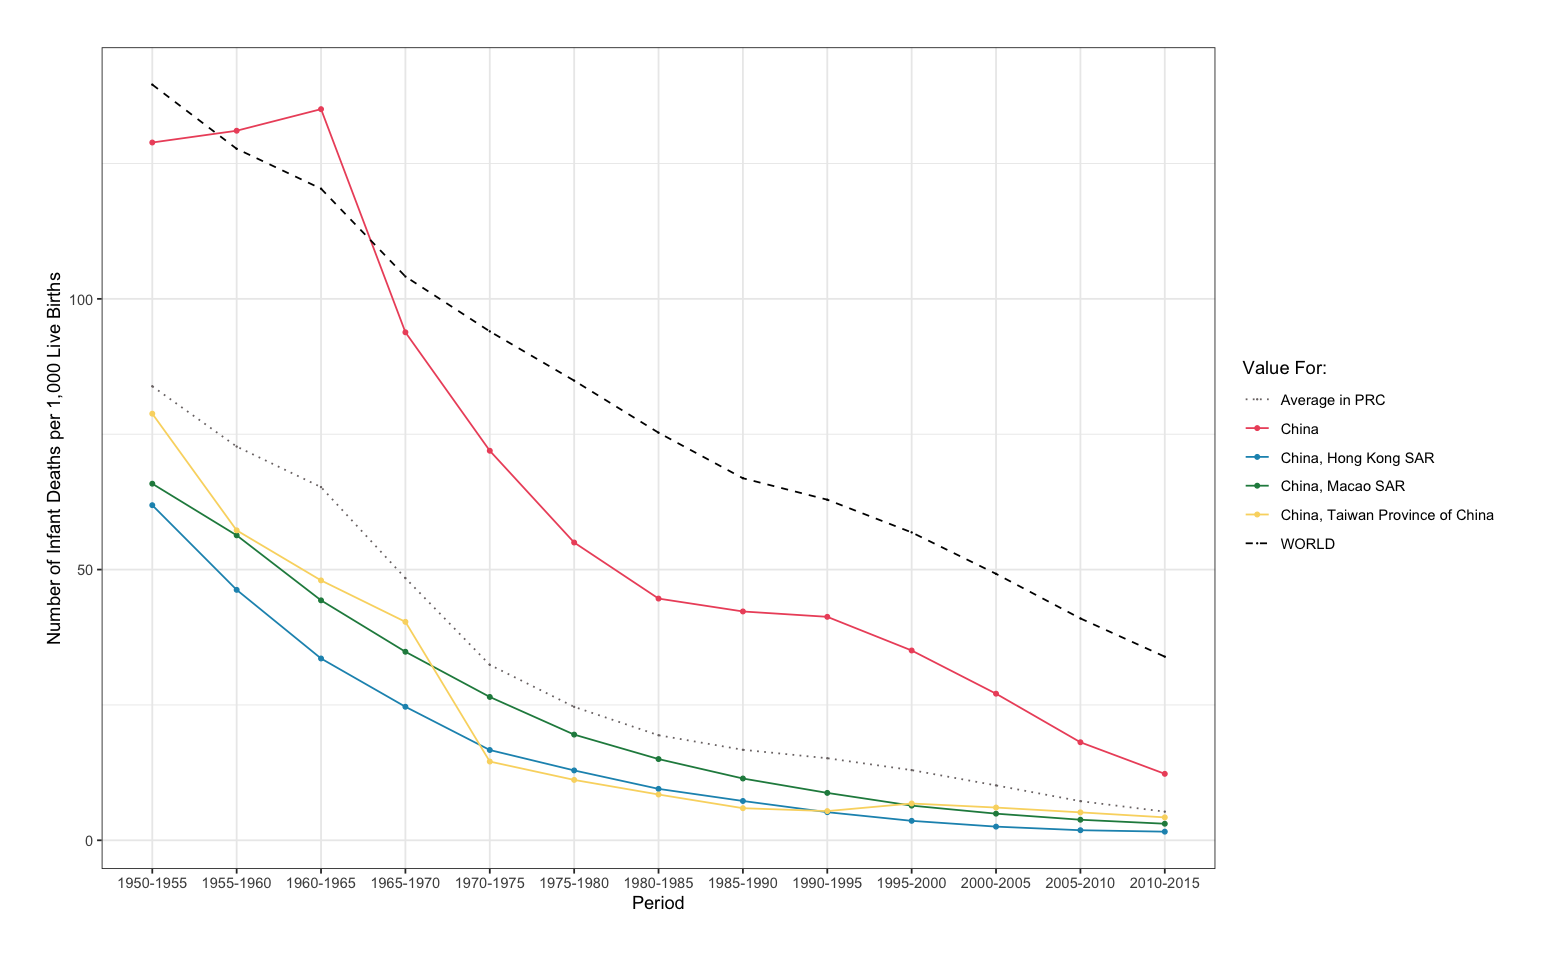 Number of Infant Deaths per 1,000 Live Births
100
50
0
1950-1955 1955-1960 1960-1965 1965-1970 1970-1975 1975-1980 1980-1985 1985-1990 1990-1995 1995-2000 2000-2005 2005-2010 2010-2015
Period
Value For:
Average in PRC
China
China, Hong Kong SAR
China, Macao SAR
China, Taiwan Province of China
WORLD